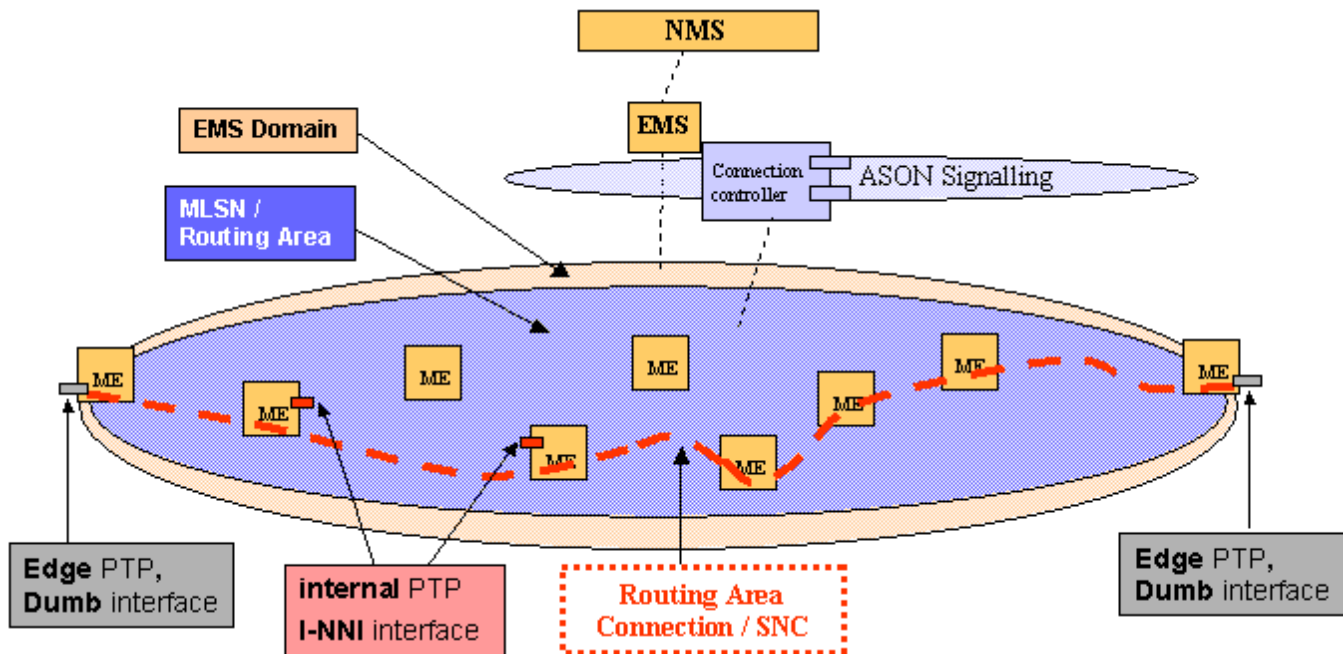 NMS
EMS Domain
EMS
Connection
controller
ASON Signalling
MLSN /
Routing Area
ME
ME
ME
ME
ME
ME
ME
ME
ME
Edge PTP,
Dumb interface
internal PTP
I-NNI interface
Routing Area
Connection / SNC
Edge PTP,
Dumb interface